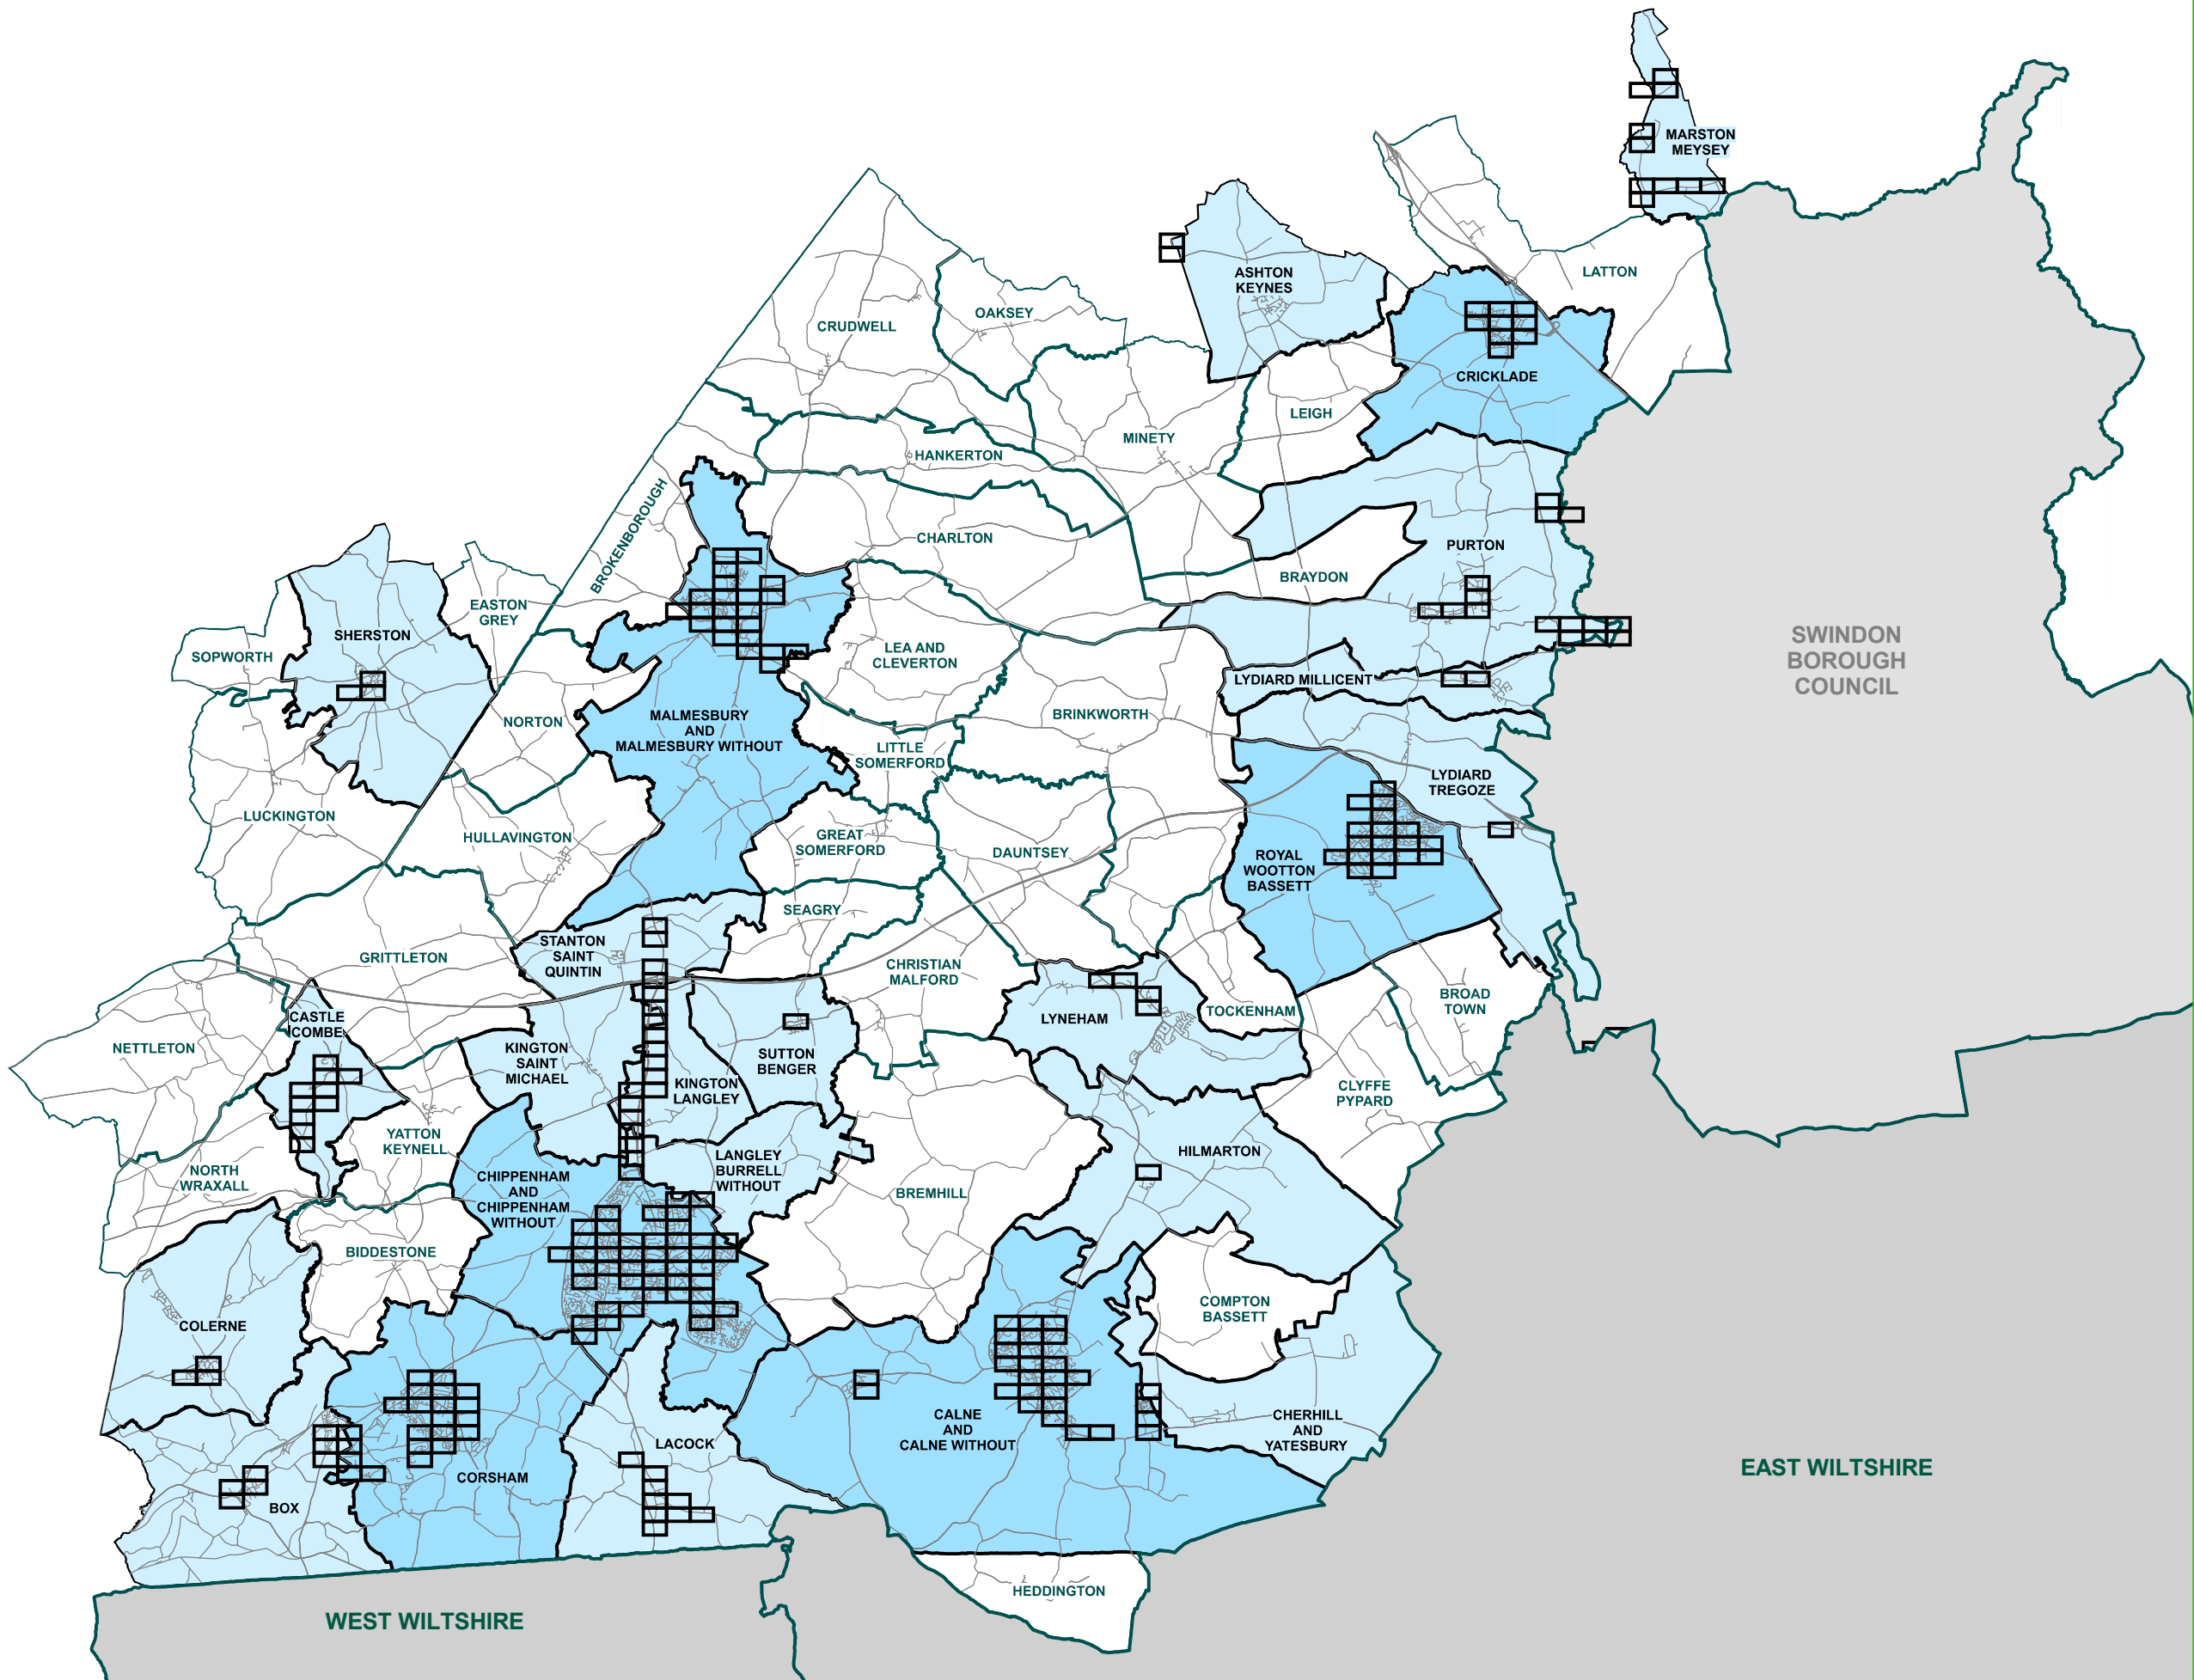 MARSTON
MEYSEY
LATTON
ASHTON
KEYNES
OAKSEY
CRUDWELL
CRICKLADE
LEIGH
MINETY
HANKERTON
BROKENBOROUGH
CHARLTON
PURTON
BRAYDON
EASTON
GREY
SHERSTON
SOPWORTH
LEA AND
CLEVERTON
SWINDON
BOROUGH
COUNCIL
LYDIARD MILLICENT
NORTON
MALMESBURY
AND
MALMESBURY WITHOUT
BRINKWORTH
LITTLE
SOMERFORD
LYDIARD
TREGOZE
LUCKINGTON
HULLAVINGTON
GREAT
SOMERFORD
DAUNTSEY
ROYAL
WOOTTON
BASSETT
SEAGRY
STANTON
SAINT
QUINTIN
GRITTLETON
CHRISTIAN
MALFORD
BROAD
TOWN
TOCKENHAM
LYNEHAM
CASTLE
COMBE
NETTLETON
KINGTON
SAINT
MICHAEL
SUTTON
BENGER
KINGTON
LANGLEY
CLYFFE
PYPARD
YATTON
KEYNELL
NORTH
WRAXALL
HILMARTON
LANGLEY
BURRELL
WITHOUT
CHIPPENHAM
AND
CHIPPENHAM
WITHOUT
BREMHILL
BIDDESTONE
COMPTON
BASSETT
COLERNE
CALNE
AND
CALNE WITHOUT
CHERHILL
AND
YATESBURY
LACOCK
CORSHAM
BOX
EAST WILTSHIRE
HEDDINGTON
WEST WILTSHIRE